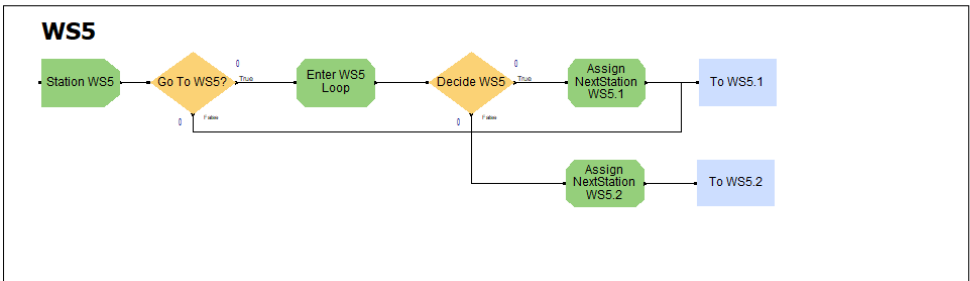 WS5
Station WS5
Go To WS5?
0
True
0
False
Enter WS5
Loop
Decide WS5
0
True
0
False
Assign
NextStation
WS5.1
To WS5.1
Assign
NextStation
WS5.2
To WS5.2